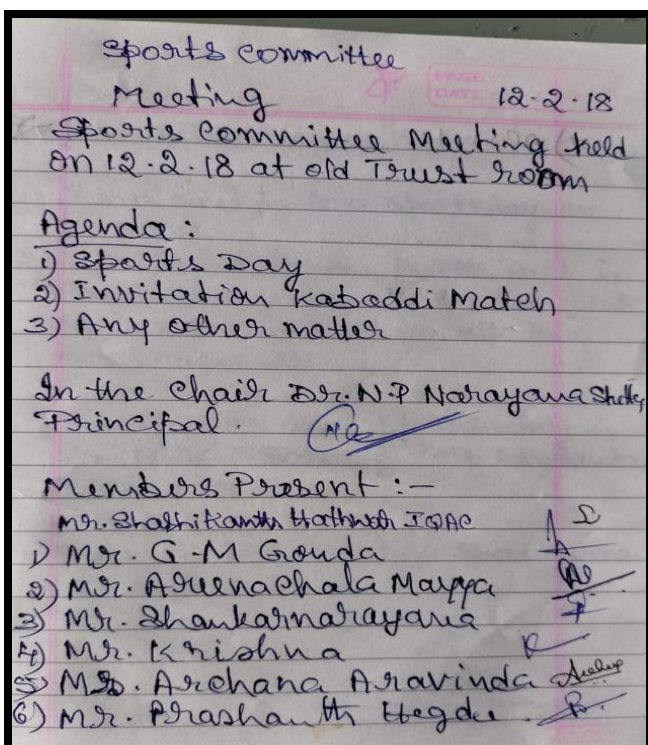 Sports Committee
Meeting 12.2.18
Sports Committee Meeting held
on 12.2.18 at old Trust room
Agenda :
1) Sports Day
2) Invitation Kabaddi Match
3) Any other matter
In the Chair Dr. N.P Narayana Shetty
Principal.
Members Present :-
Mr. Shashikanth Hathwar IQAC
1) Mr. G.M Gonda
2) Mr. Arunachala Mayya
3) Mr. Shankarnarayana
4) Mr. Krishna
5) Mrs. Archana Aravinda
6) Mr. Prashanth Hegde